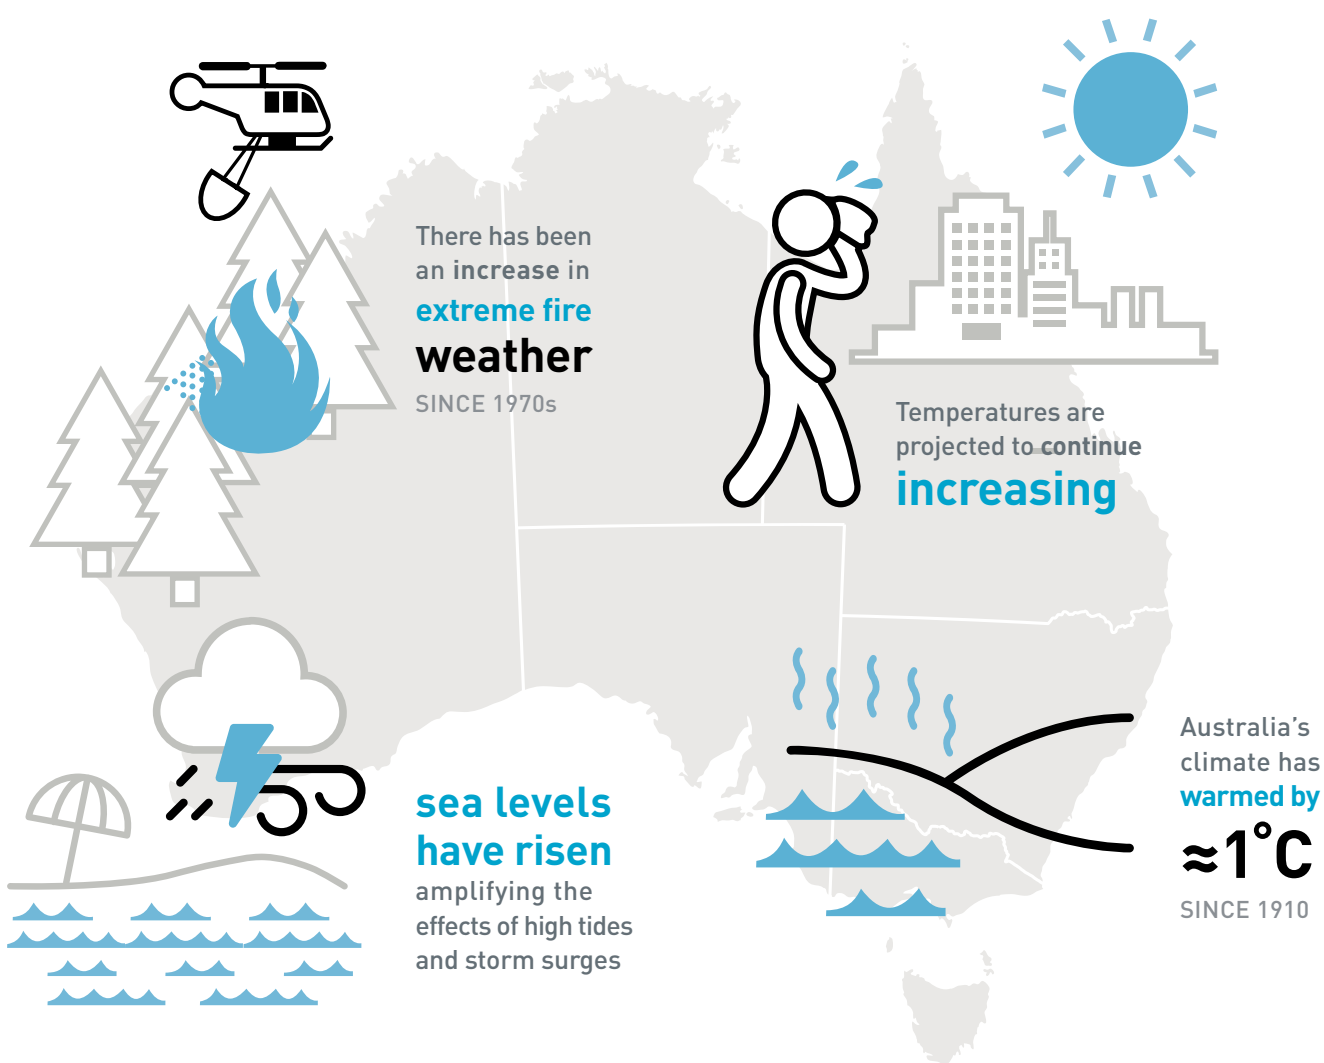 There has been
an increase in
extreme fire
weather
SINCE 1970s
Temperatures are
projected to continue
increasing
sea levels
have risen
amplifying the
effects of high tides
and storm surges
Australia's
climate has
warmed by
≈1°C
SINCE 1910